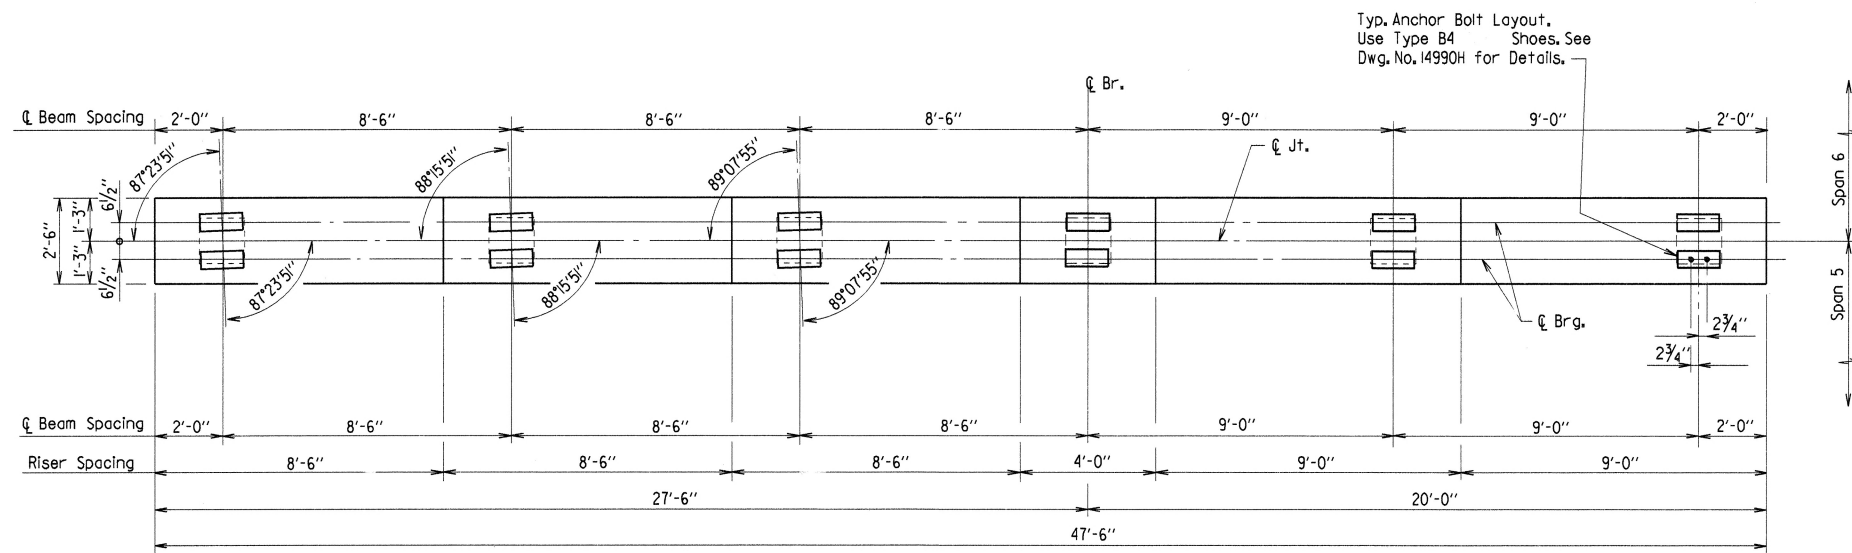 Typ. Anchor Bolt Layout.
Use Type B4 Shoes. See
Dwg. No. 14990H for Details.
℄ Br.
℄ Beam Spacing 2'-0" 8'-6" 8'-6" 8'-6" 9'-0" 9'-0" 2'-0"
87°23'51" 88°15'51" 89°07'55"
℄ Jt.
Span 6
2'-6"
1'-3"
1'-3"
6½"
6½"
87°23'51" 88°15'51" 89°07'55"
℄ Brg.
Span 5
2¾"
2¾"
℄ Beam Spacing 2'-0" 8'-6" 8'-6" 8'-6" 9'-0" 9'-0" 2'-0"
Riser Spacing 8'-6" 8'-6" 8'-6" 4'-0" 9'-0" 9'-0"
27'-6" 20'-0"
47'-6"